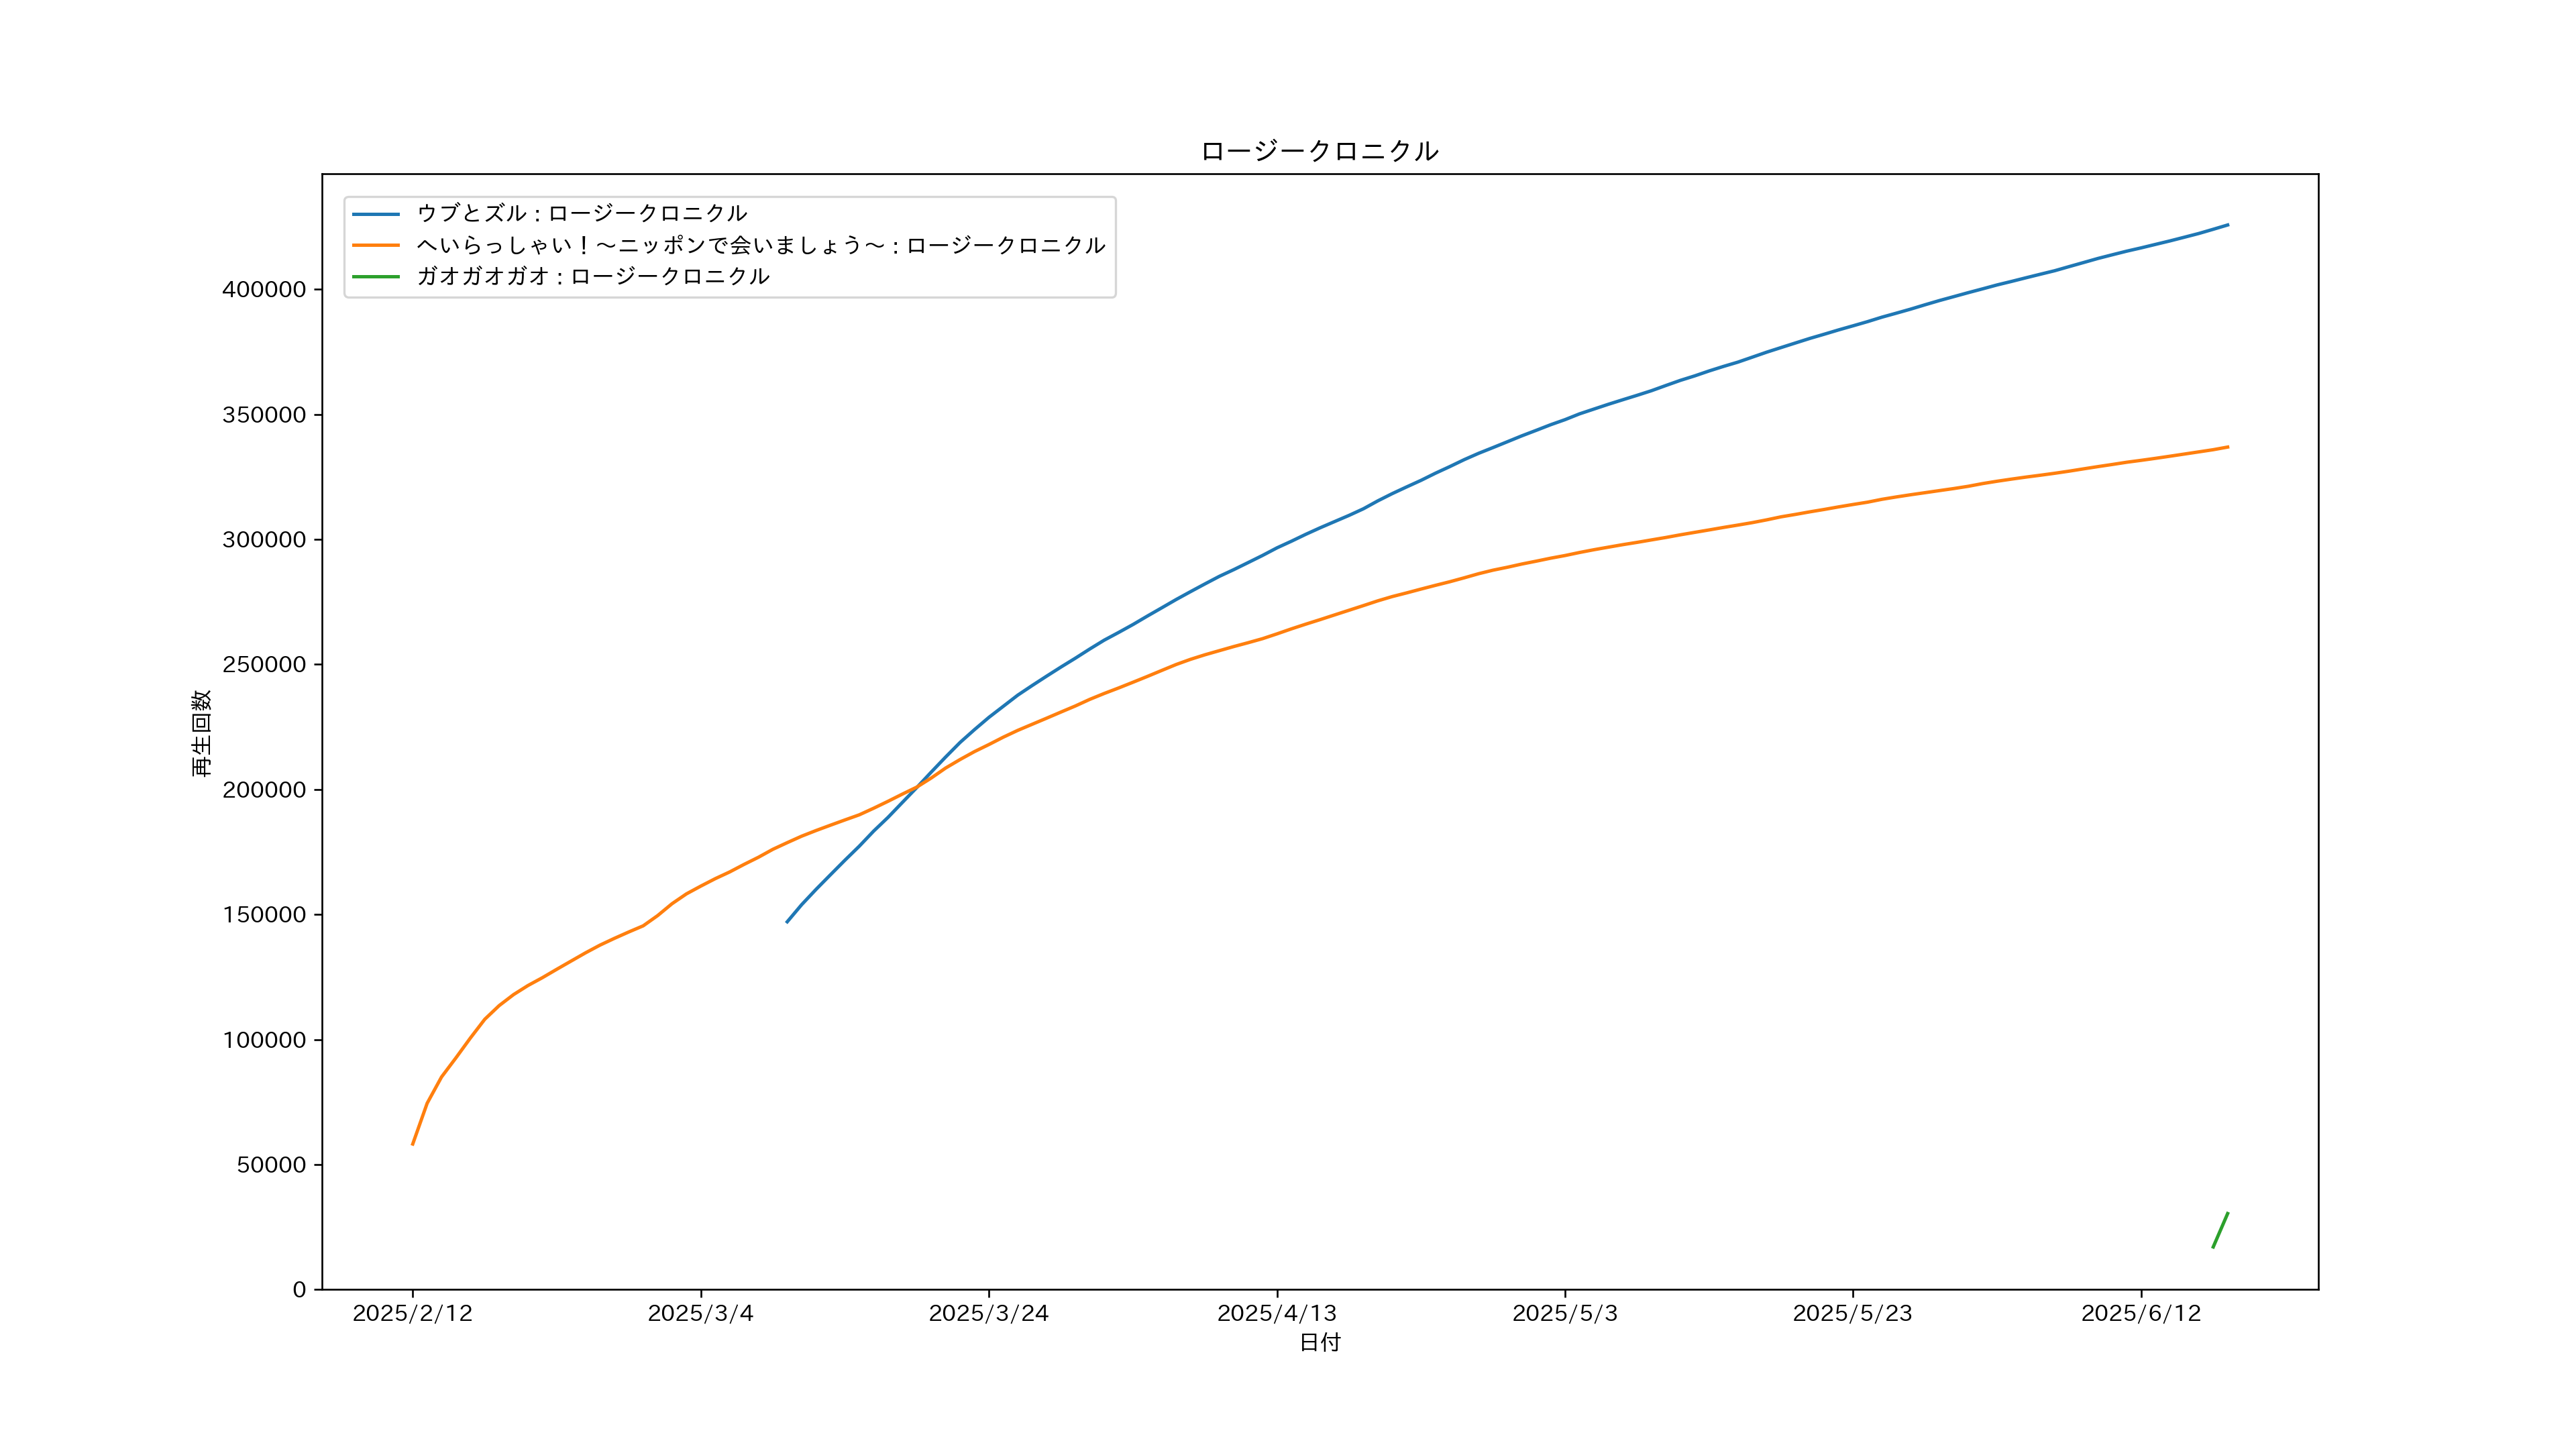 ロージークロニクル
ウブとズル : ロージークロニクル
へいらっしゃい！～ニッポンで会いましょう～ : ロージークロニクル
ガオガオガオ : ロージークロニクル
400000
350000
300000
250000
200000
150000
100000
50000
0
再生回数
2025/2/12 2025/3/4 2025/3/24 2025/4/13 2025/5/3 2025/5/23 2025/6/12
日付